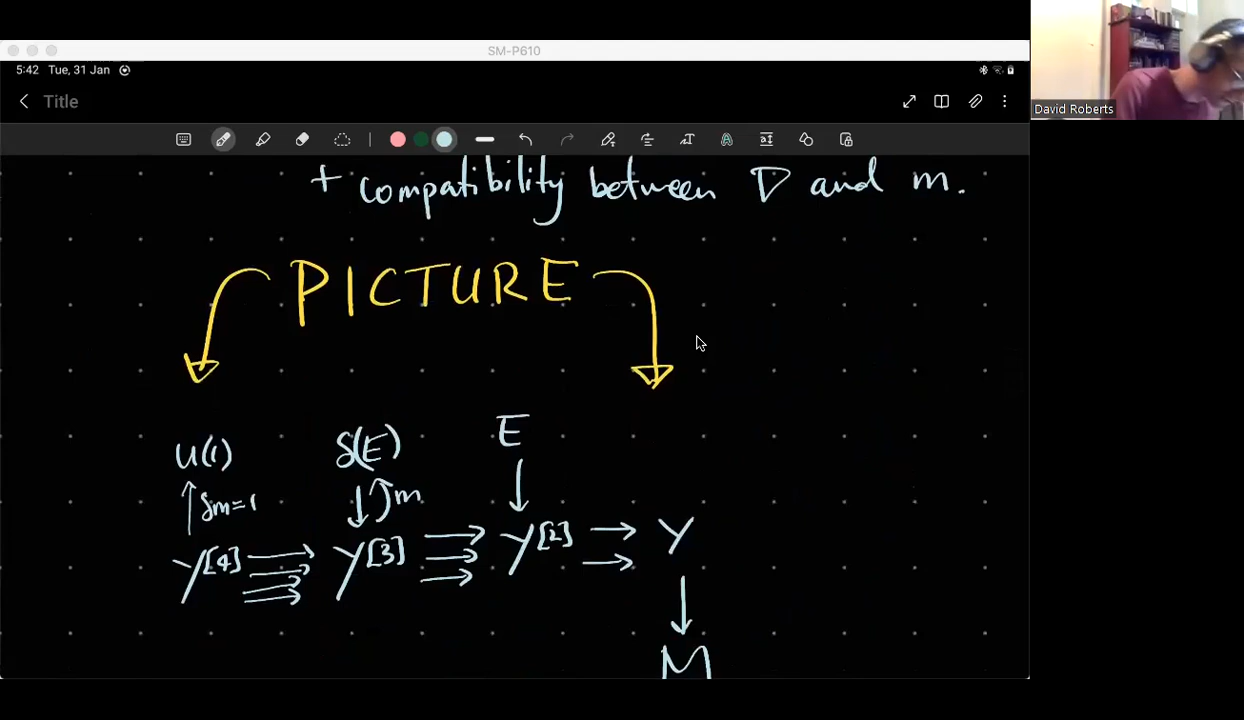 SM-P610
5:42 Tue, 31 Jan
Title
David Roberts
+ compatibility between ∇ and m.
PICTURE
U(1) δ(E) E
δm=1 m
Y[4] Y[3] Y[2] Y
M